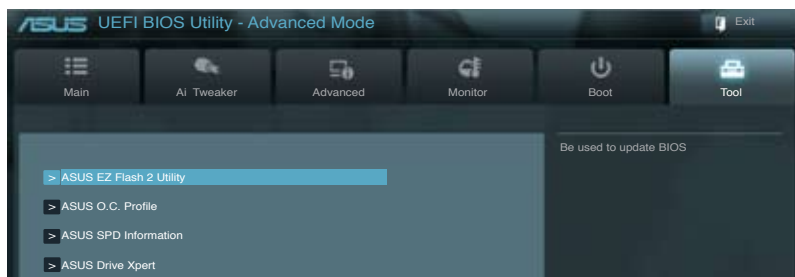 ASUS UEFI BIOS Utility - Advanced Mode
Exit
Main
Ai Tweaker
Advanced
Monitor
Boot
Tool
Be used to update BIOS
> ASUS EZ Flash 2 Utility
> ASUS O.C. Profile
> ASUS SPD Information
> ASUS Drive Xpert